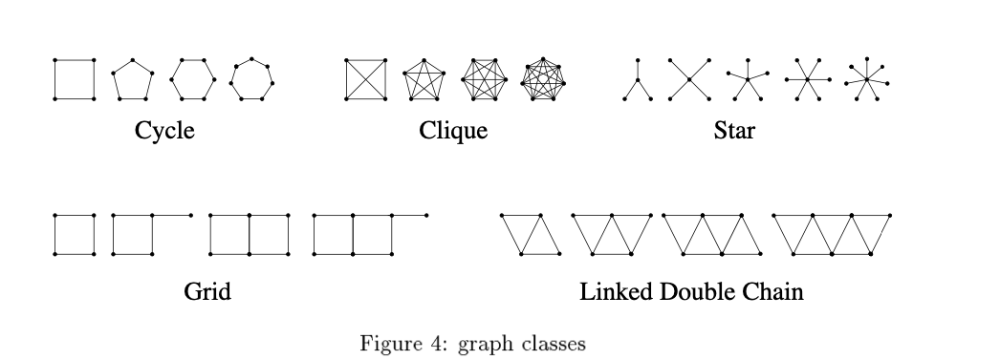 Cycle
Clique
Star
Grid
Linked Double Chain
Figure 4: graph classes